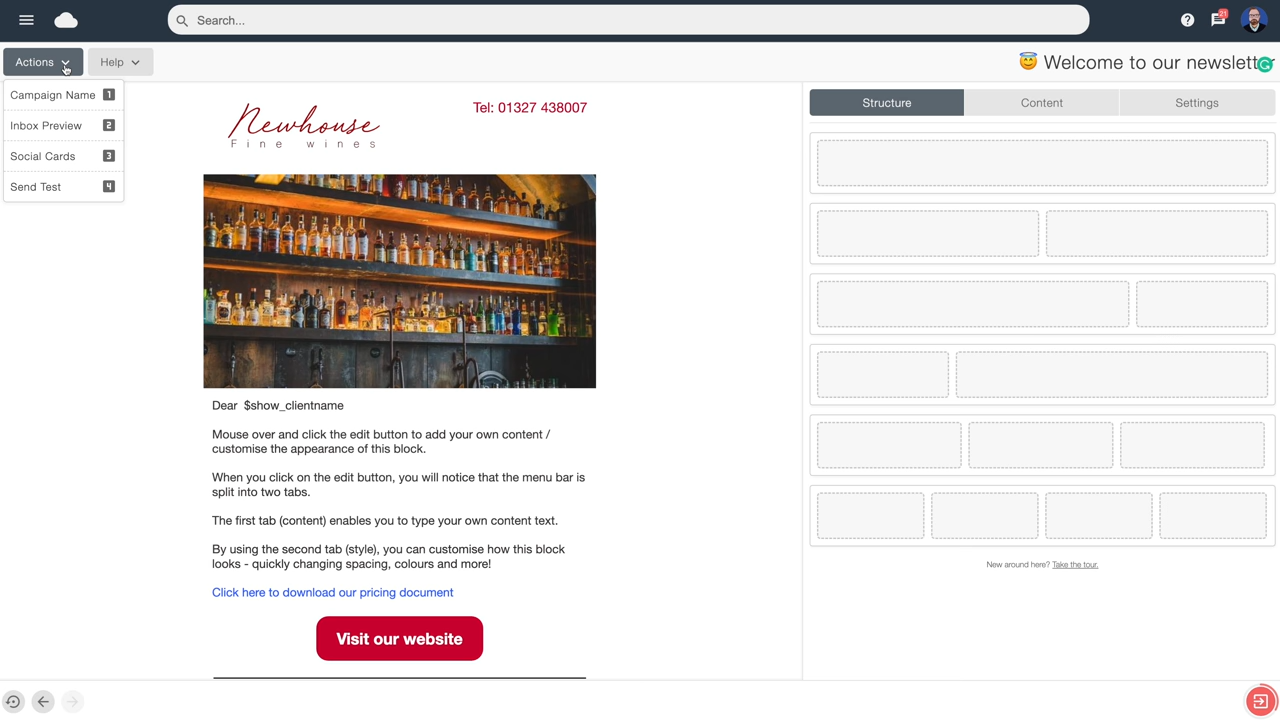 Search...
21
Actions
Help
😇 Welcome to our newslett
Campaign Name 1
Inbox Preview 2
Social Cards 3
Send Test 4
Newhouse
Fine wines
Tel: 01327 438007
Dear $show_clientname
Mouse over and click the edit button to add your own content /
customise the appearance of this block.
When you click on the edit button, you will notice that the menu bar is
split into two tabs.
The first tab (content) enables you to type your own content text.
By using the second tab (style), you can customise how this block
looks - quickly changing spacing, colours and more!
Click here to download our pricing document
Visit our website
Structure
Content
Settings
New around here? Take the tour.